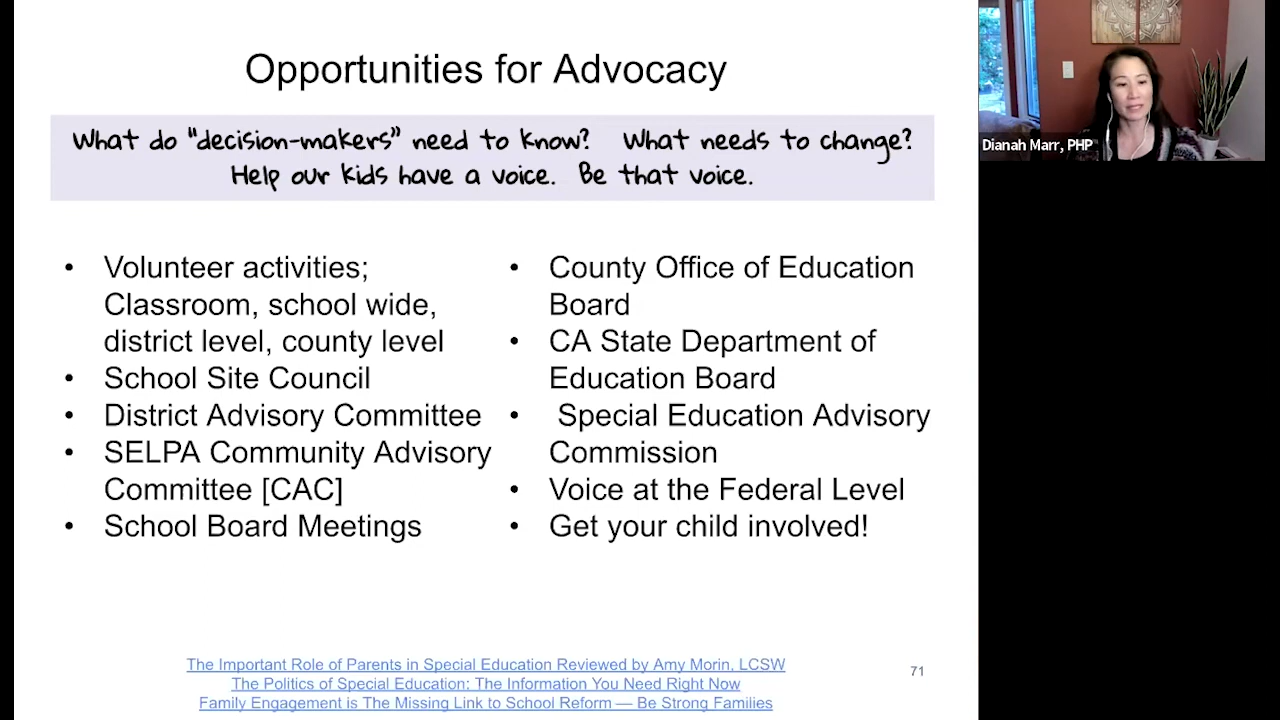 Opportunities for Advocacy
What do "decision-makers" need to know? What needs to change?
Help our kids have a voice. Be that voice.
• Volunteer activities;
Classroom, school wide,
district level, county level
• School Site Council
• District Advisory Committee
• SELPA Community Advisory
Committee [CAC]
• School Board Meetings
• County Office of Education
Board
• CA State Department of
Education Board
• Special Education Advisory
Commission
• Voice at the Federal Level
• Get your child involved!
The Important Role of Parents in Special Education Reviewed by Amy Morin, LCSW
The Politics of Special Education: The Information You Need Right Now
Family Engagement is The Missing Link to School Reform — Be Strong Families
71
Dianah Marr, PHP